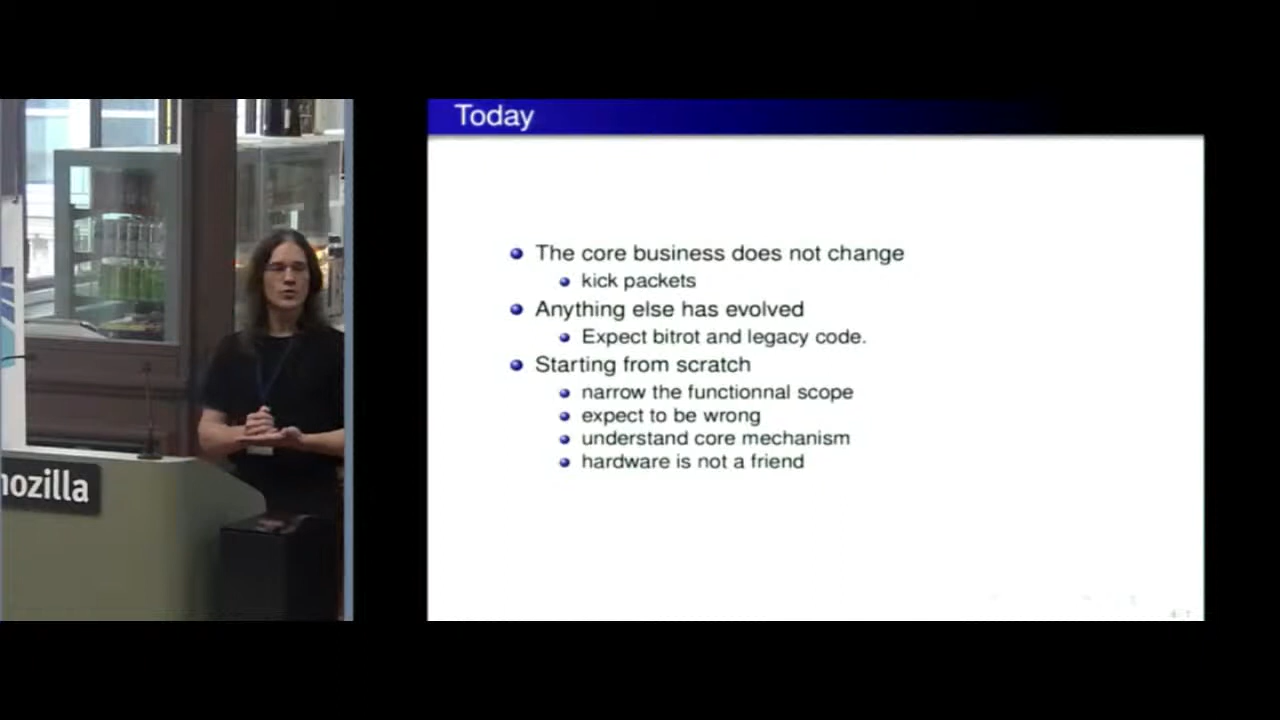 Today
The core business does not change
kick packets
Anything else has evolved
Expect bitrot and legacy code.
Starting from scratch
narrow the functionnal scope
expect to be wrong
understand core mechanism
hardware is not a friend
mozilla